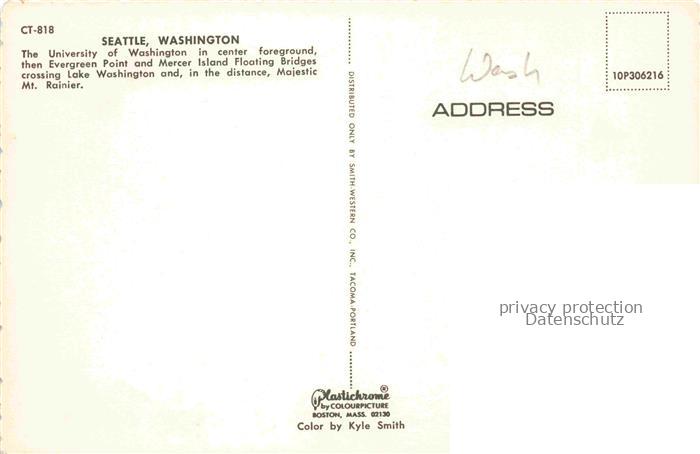 CT-818
SEATTLE, WASHINGTON
The University of Washington in center foreground,
then Evergreen Point and Mercer Island Floating Bridges
crossing Lake Washington and, in the distance, Majestic
Mt. Rainier.
DISTRIBUTED ONLY BY SMITH-WESTERN CO., INC., TACOMA-PORTLAND
Plastichrome®
by COLOURPICTURE
BOSTON, MASS. 02130
Color by Kyle Smith
Wash
10P306216
ADDRESS
privacy protection
Datenschutz